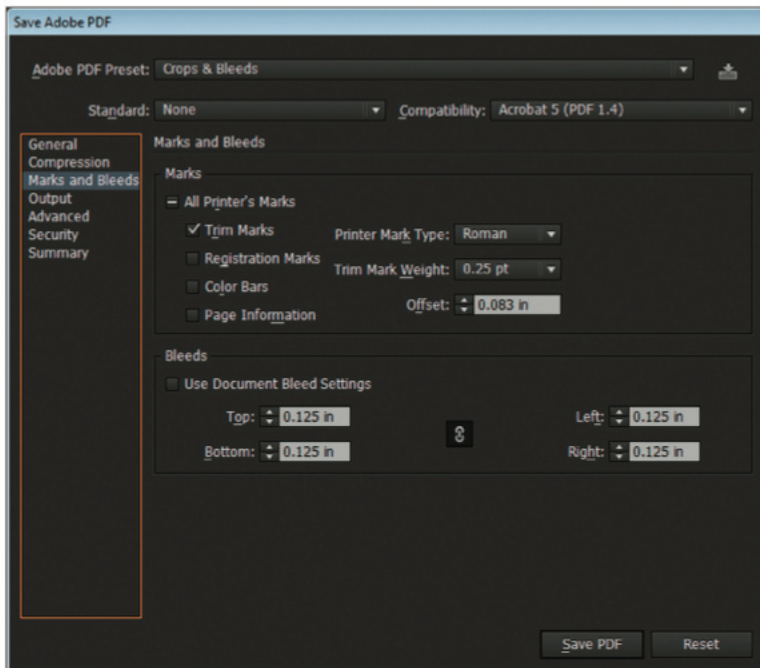 Save Adobe PDF
Adobe PDF Preset: Crops & Bleeds
Standard: None Compatibility: Acrobat 5 (PDF 1.4)
General
Compression
Marks and Bleeds
Output
Advanced
Security
Summary
Marks and Bleeds
Marks
All Printer's Marks
Trim Marks
Registration Marks
Color Bars
Page Information
Printer Mark Type: Roman
Trim Mark Weight: 0.25 pt
Offset: 0.083 in
Bleeds
Use Document Bleed Settings
Top: 0.125 in
Bottom: 0.125 in
Left: 0.125 in
Right: 0.125 in
Save PDF
Reset